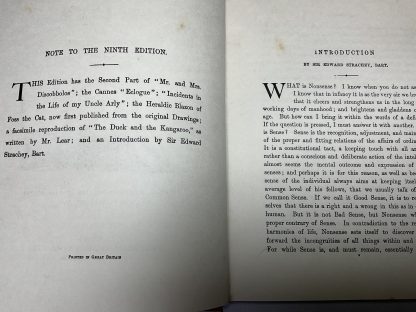 NOTE TO THE NINTH EDITION.
THIS Edition has the Second Part of "Mr. and Mrs.
Discobbolos"; the Cannes "Eclogue"; "Incidents in
the Life of my Uncle Arly"; the Heraldic Blazon of
Foss the Cat, now first published from the original Drawings;
a facsimile reproduction of "The Duck and the Kangaroo," as
written by Mr. Lear; and an Introduction by Sir Edward
Strachey, Bart.
PRINTED IN GREAT BRITAIN
INTRODUCTION
BY SIR EDWARD STRACHEY, BART.
WHAT is Nonsense? I know when you do not as
I know that in infancy it is as the very air we br
that it cheers and strengthens as in the long
working days of manhood; and brightens and gladdens o
age. But how can I bring it within the words of a defi
If the question is pressed, I must answer it with another.
is Sense? Sense is the recognition, adjustment, and main
of the proper and fitting relations of the affairs of ordin
It is a constitutional tact, a keeping touch with all ar
rather than a conscious and deliberate action of the intell
almost seems the mental outcome and expression of
senses; and perhaps it is for this reason, as well as bec
sense of the individual always aims at keeping itself
average level of his fellows, that we usually talk of
Common Sense. If we call it Good Sense, it is to re
selves that there is a right and a wrong in this as in
human. But it is not Bad Sense, but Nonsense wh
proper contrary of Sense. In contradiction to the re
harmonies of life, Nonsense sets itself to discover
forward the incongruities of all things within and
For while Sense is, and must remain, essentially